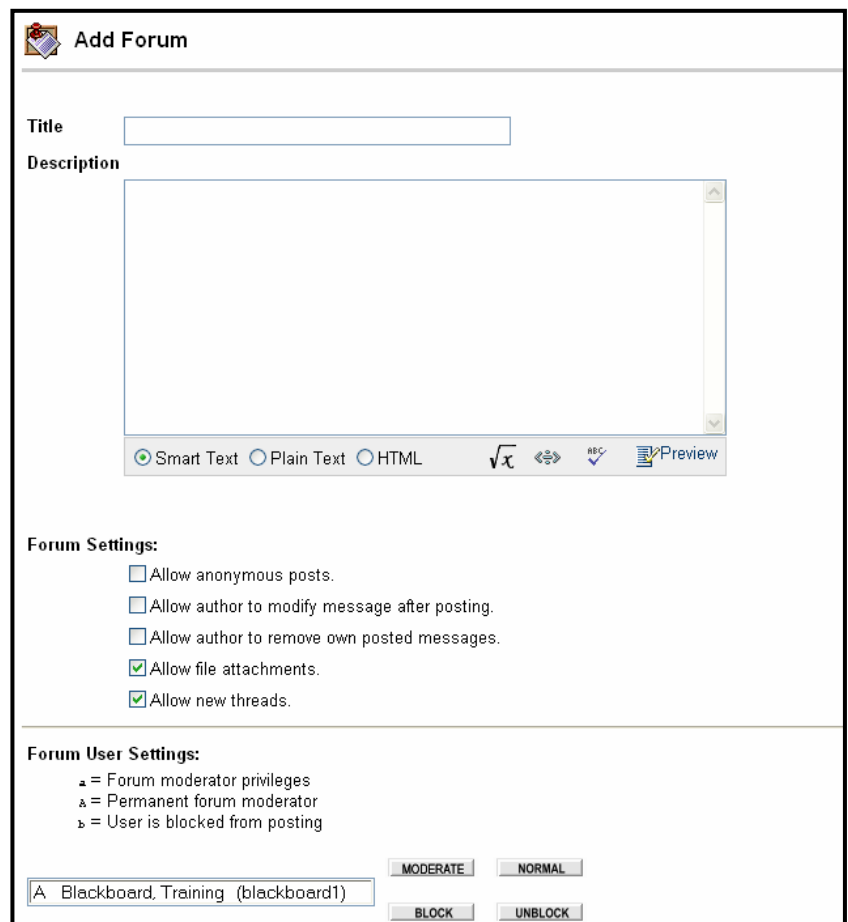 Add Forum
Title
Description
Smart Text Plain Text HTML √x ABC Preview
Forum Settings:
Allow anonymous posts.
Allow author to modify message after posting.
Allow author to remove own posted messages.
Allow file attachments.
Allow new threads.
Forum User Settings:
a = Forum moderator privileges
A = Permanent forum moderator
b = User is blocked from posting
MODERATE NORMAL
A Blackboard, Training (blackboard1)
BLOCK UNBLOCK